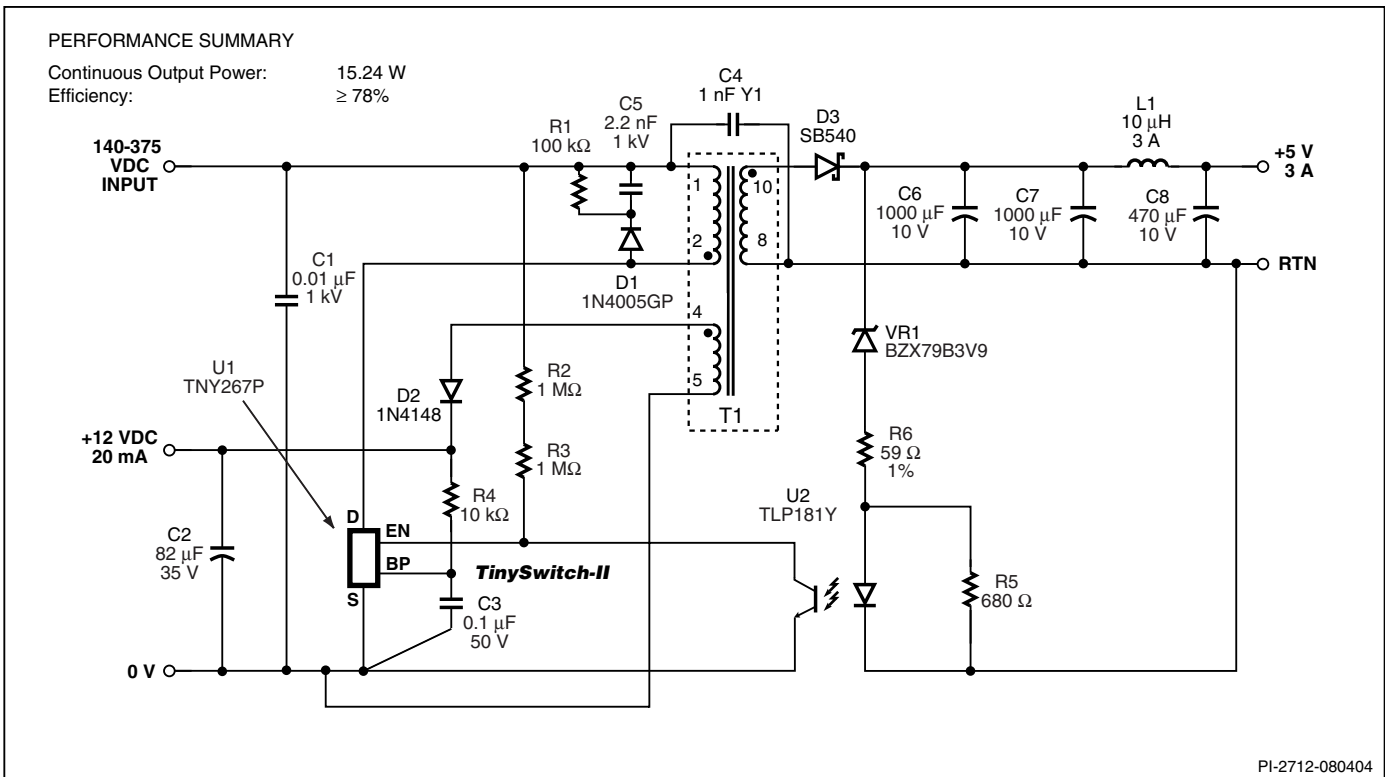 PERFORMANCE SUMMARY
Continuous Output Power: 15.24 W
Efficiency: ≥ 78%
C4
1 nF Y1
C5
2.2 nF
1 kV
R1
100 kΩ
D3
SB540
L1
10 µH
3 A
140-375
VDC
INPUT
+5 V
3 A
1
10
C6
1000 µF
10 V
C7
1000 µF
10 V
C8
470 µF
10 V
2
8
C1
0.01 µF
1 kV
D1
1N4005GP
RTN
4
VR1
BZX79B3V9
U1
TNY267P
D2
1N4148
R2
1 MΩ
5
T1
+12 VDC
20 mA
R3
1 MΩ
R6
59 Ω
1%
R4
10 kΩ
U2
TLP181Y
D
EN
C2
82 µF
35 V
BP
TinySwitch-II
S
C3
0.1 µF
50 V
R5
680 Ω
0 V
PI-2712-080404